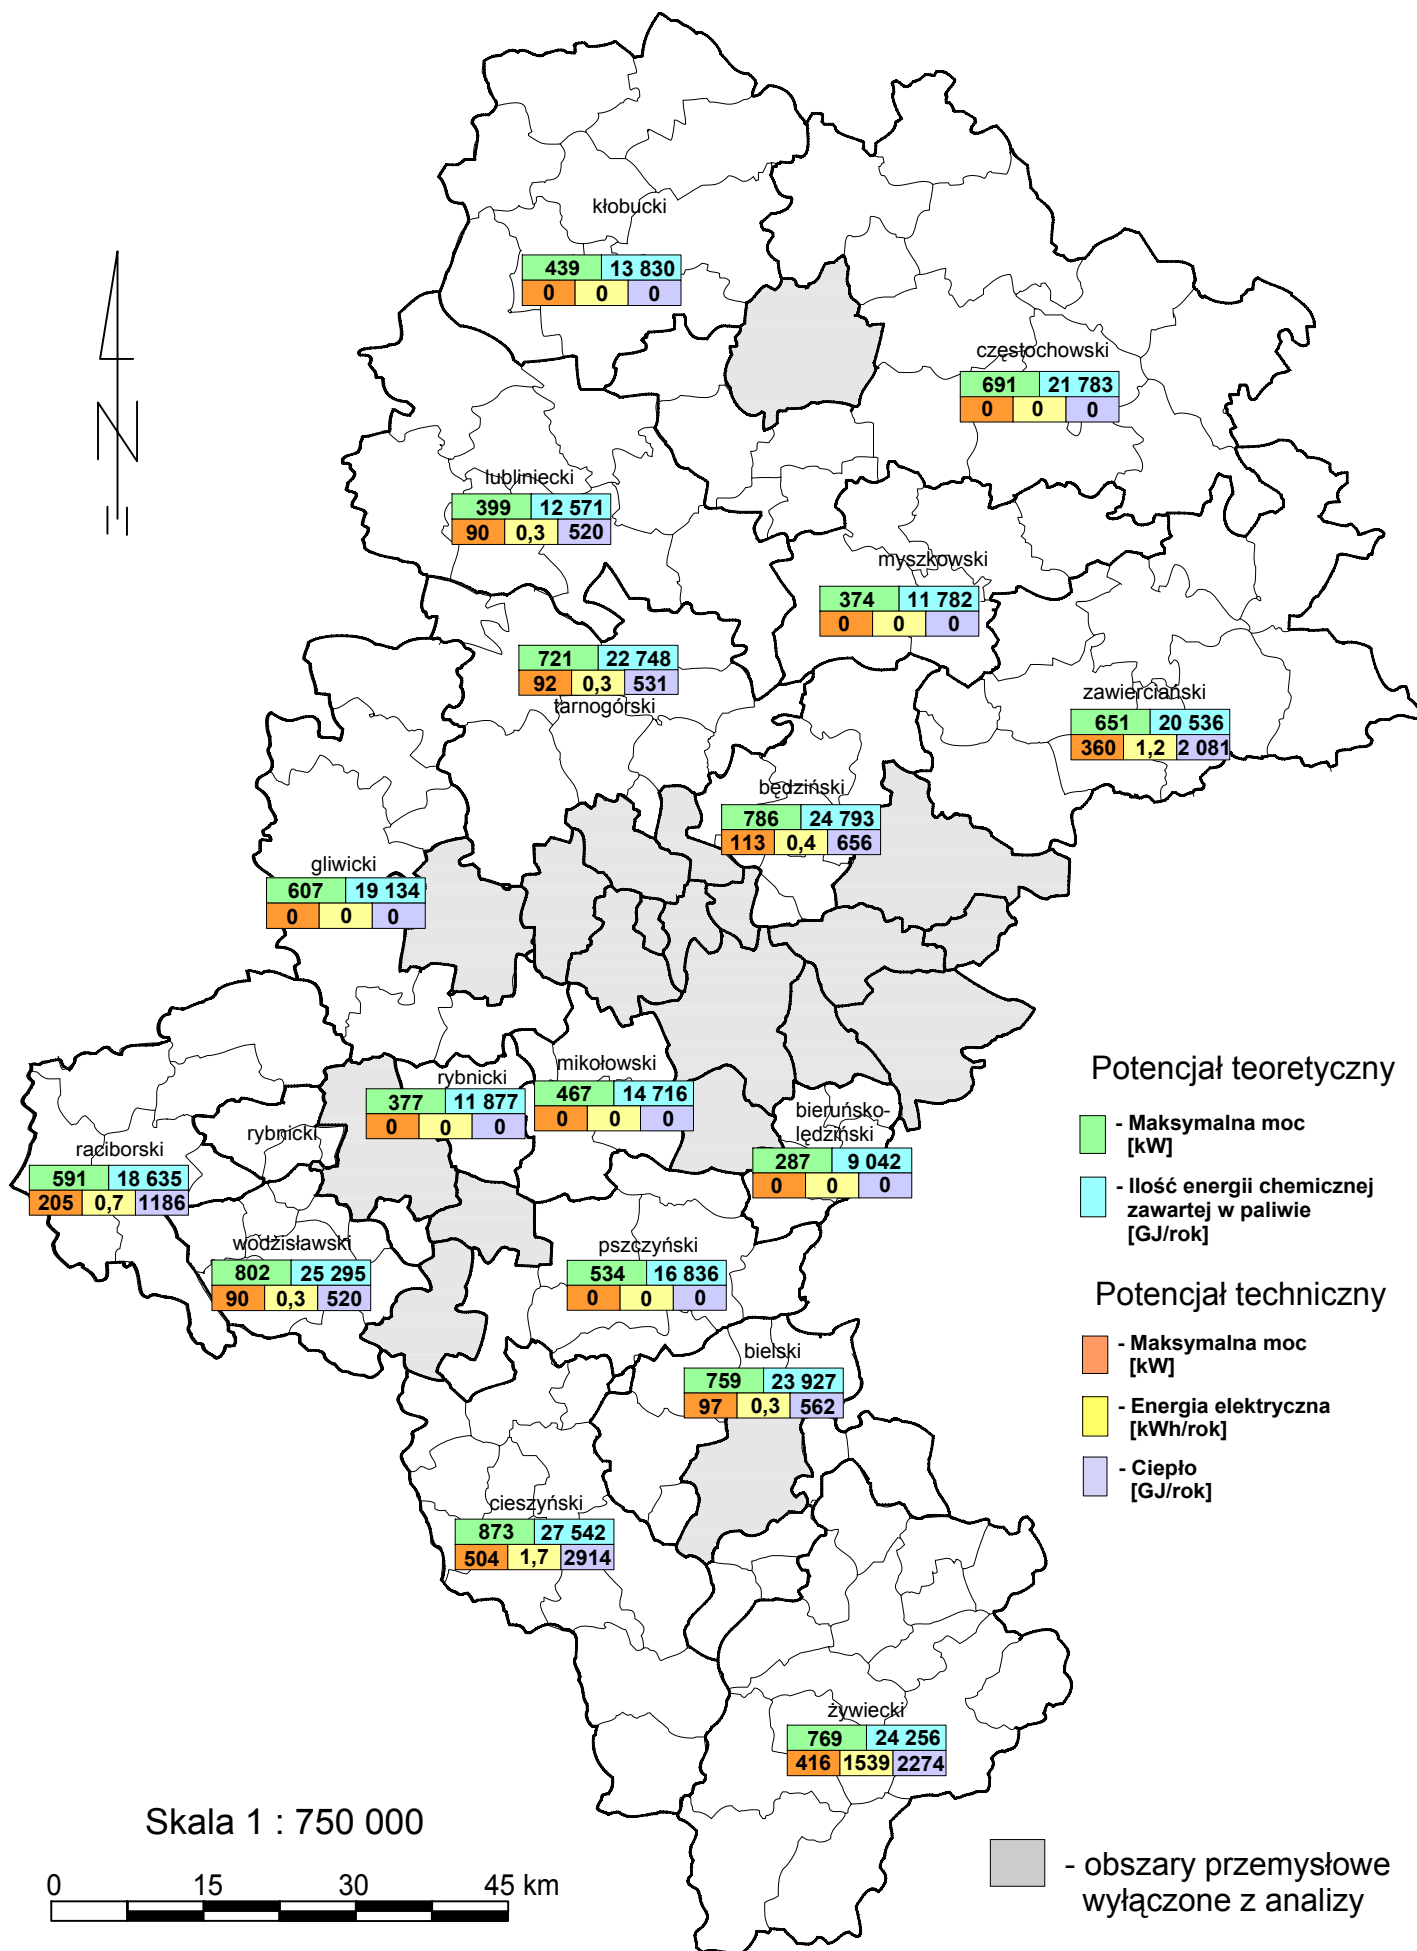 kłobucki
439 13 830
0 0 0
częstochowski
691 21 783
0 0 0
N
lubliniecki
399 12 571
90 0,3 520
myszkowski
374 11 782
0 0 0
721 22 748
92 0,3 531
tarnogórski
zawierciański
651 20 536
360 1,2 2 081
będziński
786 24 793
113 0,4 656
gliwicki
607 19 134
0 0 0
rybnicki
377 11 877
0 0 0
mikołowski
467 14 716
0 0 0
bieruńsko-
lędziński
287 9 042
0 0 0
rybnicki
raciborski
591 18 635
205 0,7 1186
wodzisławski
802 25 295
90 0,3 520
pszczyński
534 16 836
0 0 0
bielski
759 23 927
97 0,3 562
cieszyński
873 27 542
504 1,7 2914
żywiecki
769 24 256
416 1539 2274
Potencjał teoretyczny
- Maksymalna moc
[kW]
- Ilość energii chemicznej
zawartej w paliwie
[GJ/rok]
Potencjał techniczny
- Maksymalna moc
[kW]
- Energia elektryczna
[kWh/rok]
- Ciepło
[GJ/rok]
Skala 1 : 750 000
0 15 30 45 km
- obszary przemysłowe
wyłączone z analizy